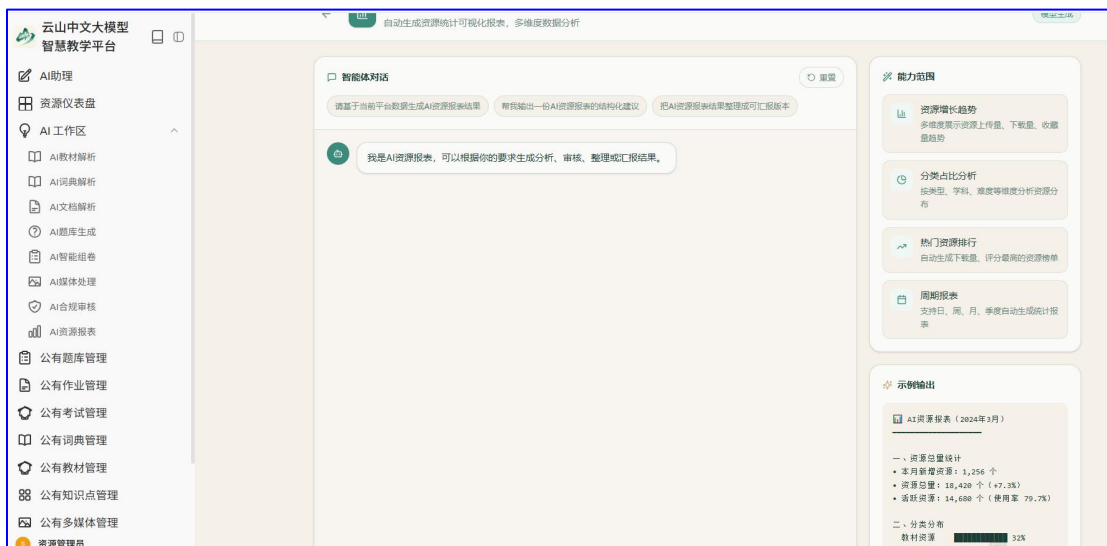 云山中文大模型
智慧教学平台
AI助理
资源仪表盘
AI 工作区
AI教材解析
AI词典解析
AI文档解析
AI题库生成
AI智能组卷
AI媒体处理
AI合规审核
AI资源报表
公有题库管理
公有作业管理
公有考试管理
公有词典管理
公有教材管理
公有知识点管理
公有多媒体管理
资源管理员
自动生成资源统计可视化报表，多维度数据分析
模型生成
智能体对话
重置
请基于当前平台数据生成AI资源报表结果
帮我输出一份AI资源报表的结构化建议
把AI资源报表结果整理成可汇报版本
我是AI资源报表，可以根据你的要求生成分析、审核、整理或汇报结果。
能力范围
资源增长趋势
多维度展示资源上传量、下载量、收藏
量趋势
分类占比分析
按类型、学科、难度等维度分析资源分
布
热门资源排行
自动生成下载量、评分最高的资源榜单
周期报表
支持日、周、月、季度自动生成统计报
表
示例输出
AI资源报表（2024年3月）
一、资源总量统计
• 本月新增资源：1,256 个
• 资源总量：18,420 个（+7.3%）
• 活跃资源：14,680 个（使用率 79.7%）
二、分类分布
教材资源 32%